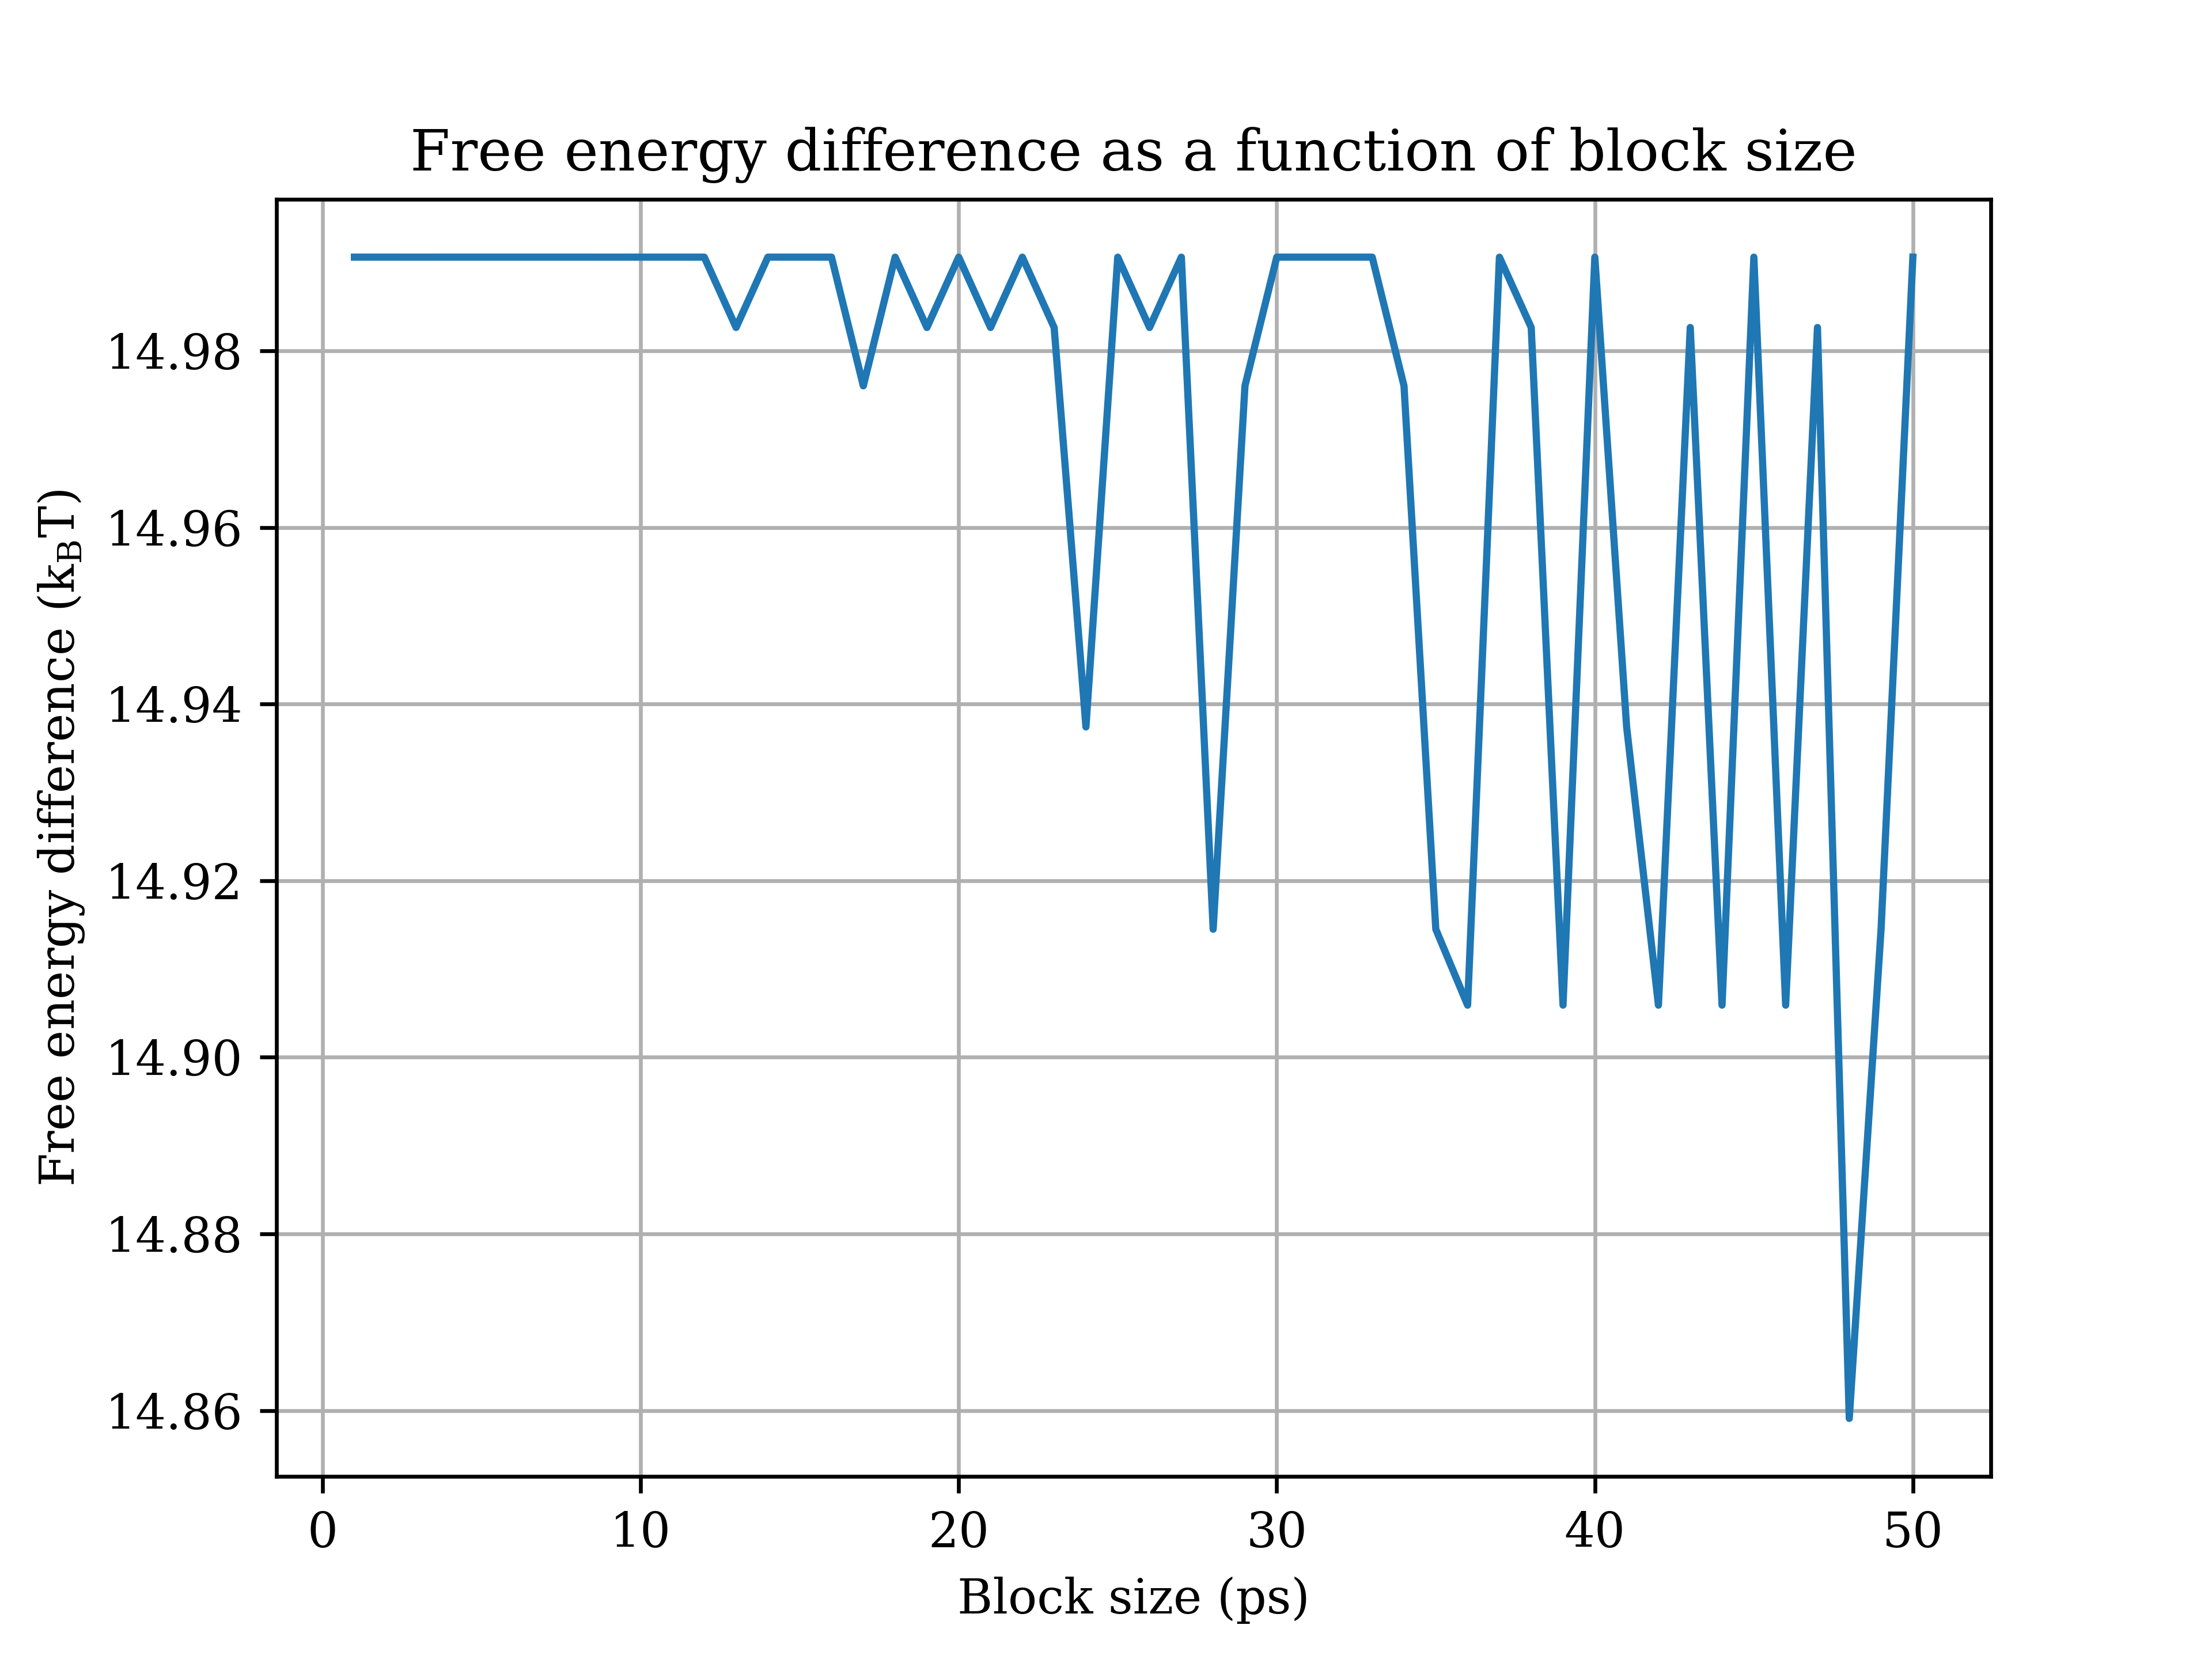 Free energy difference as a function of block size
Free energy difference (k_BT)
14.98
14.96
14.94
14.92
14.90
14.88
14.86
0 10 20 30 40 50
Block size (ps)